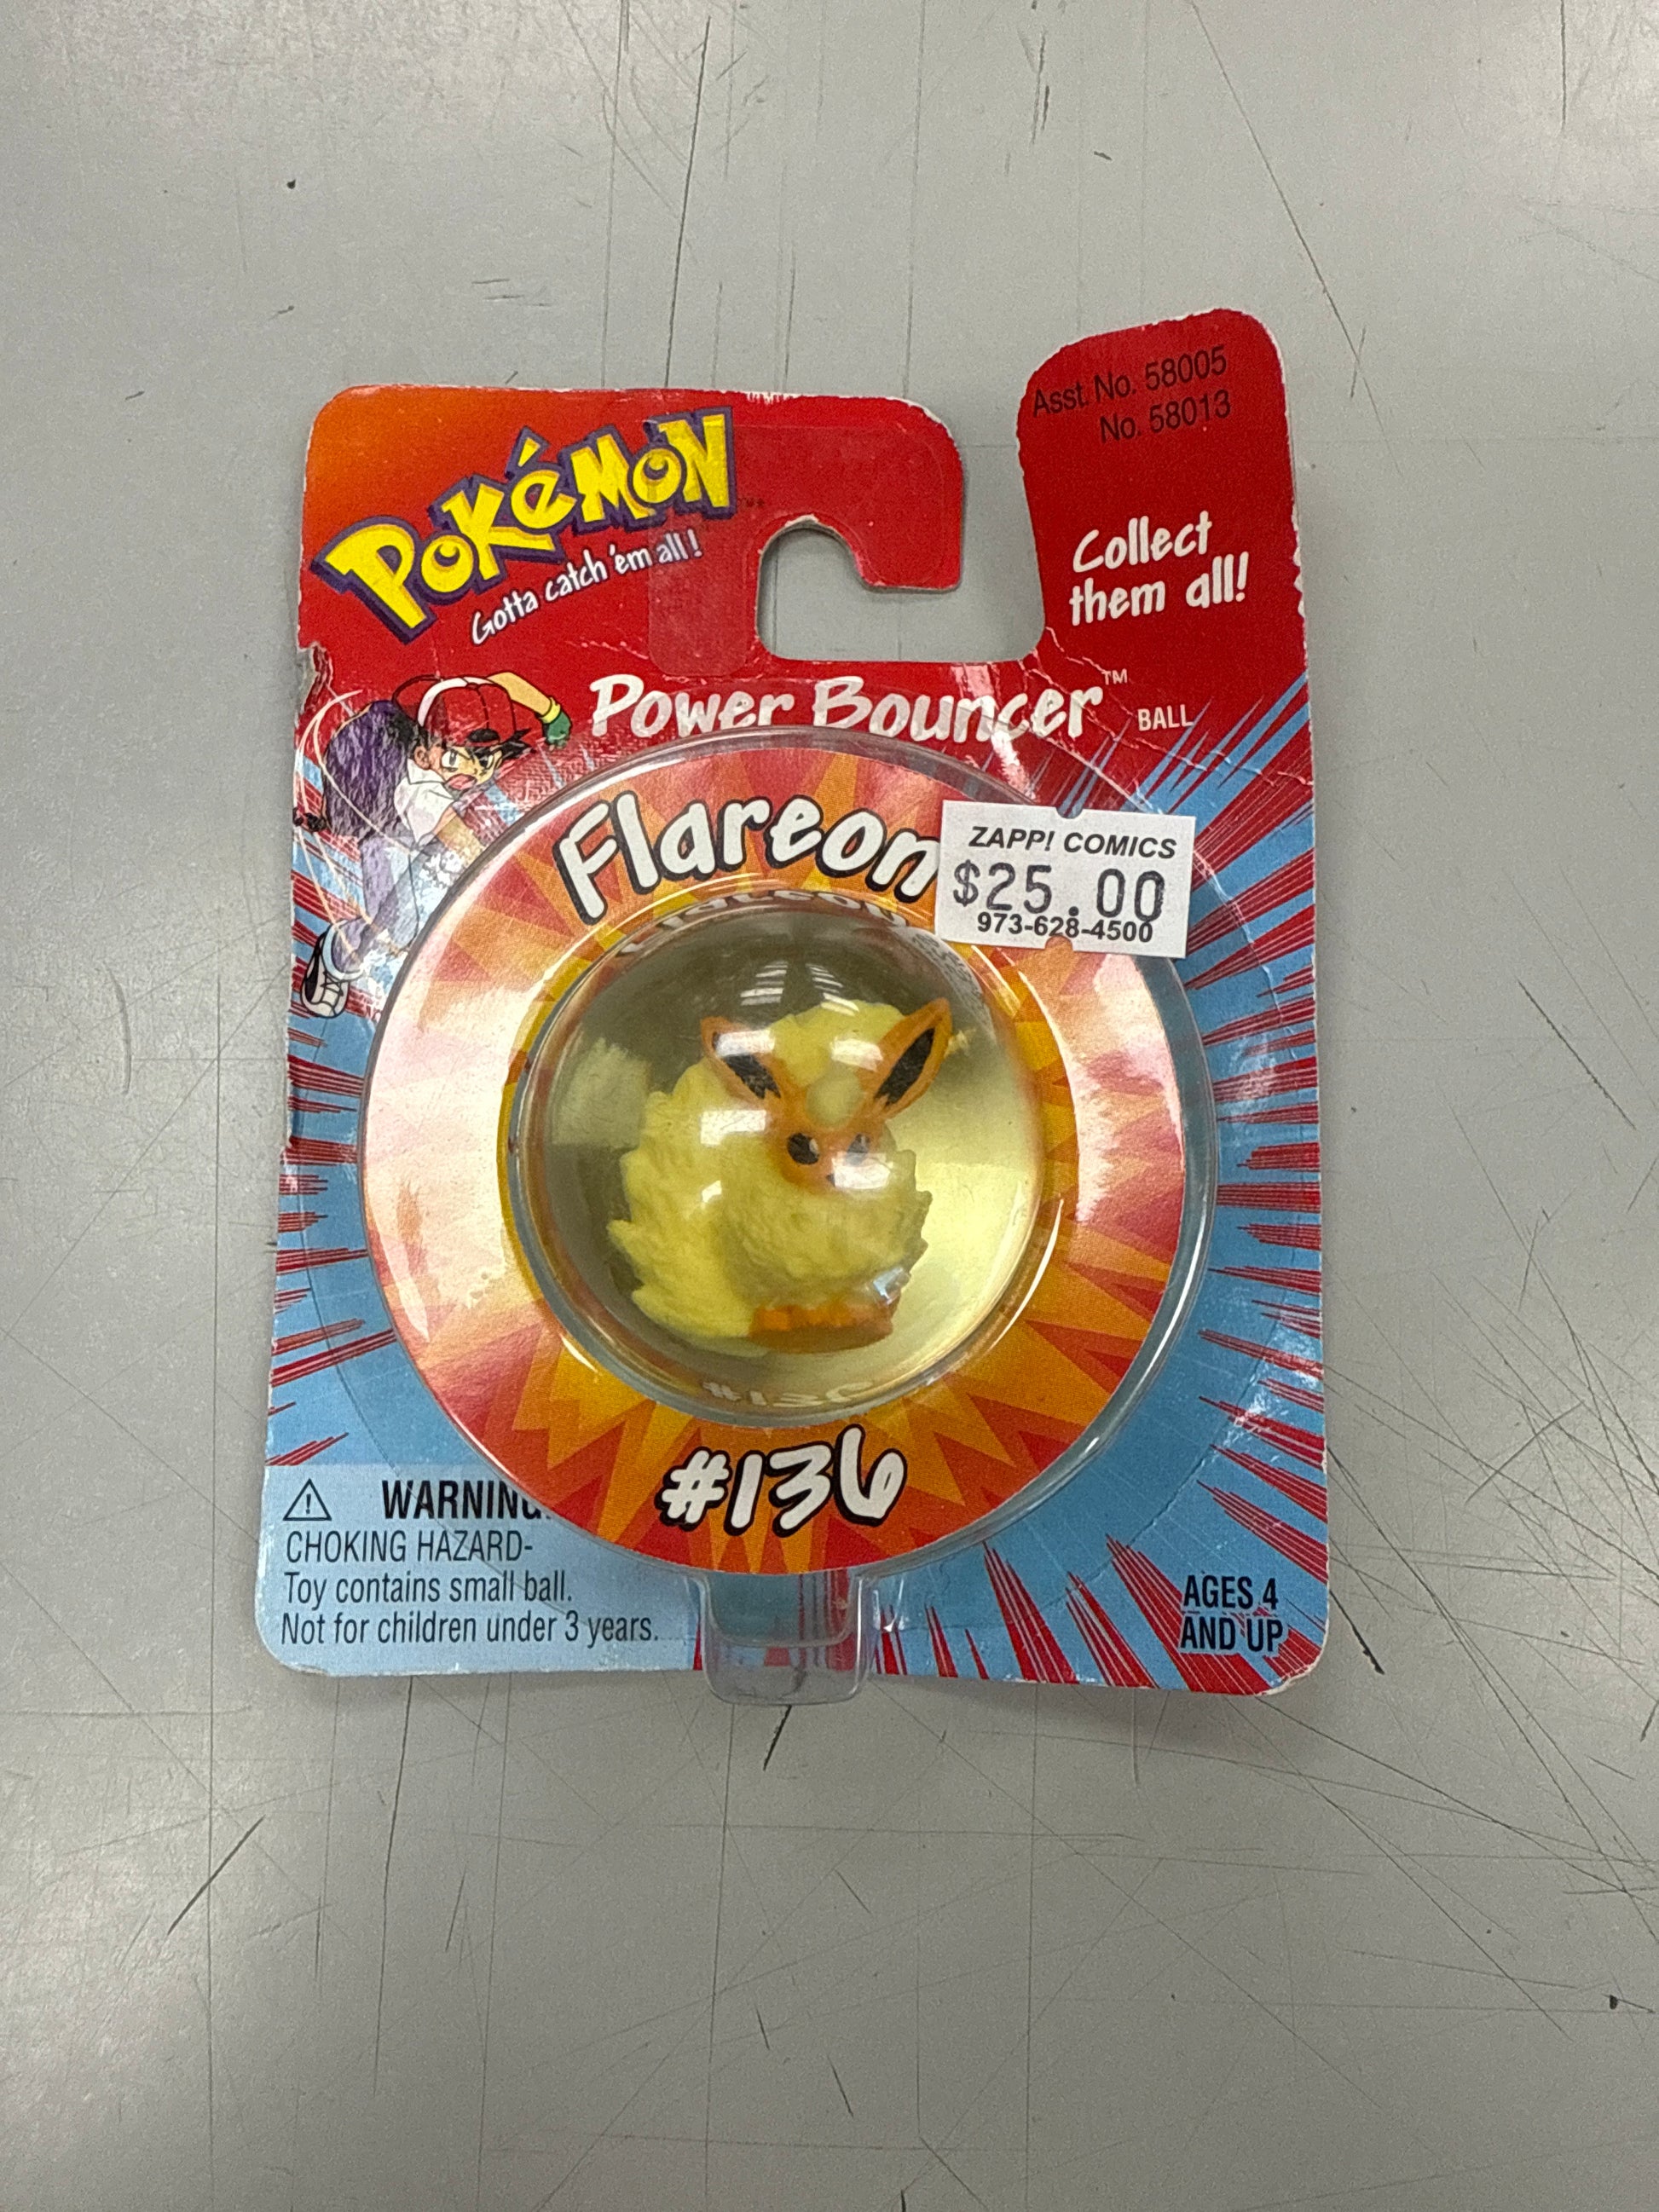 Asst. No. 58005
No. 58013
POKéMON
Gotta catch 'em all!
Collect
them all!
Power Bouncer™ BALL
Flareon
ZAPP! COMICS
$25.00
973-628-4500
#136
WARNING
CHOKING HAZARD-
Toy contains small ball.
Not for children under 3 years.
AGES 4
AND UP